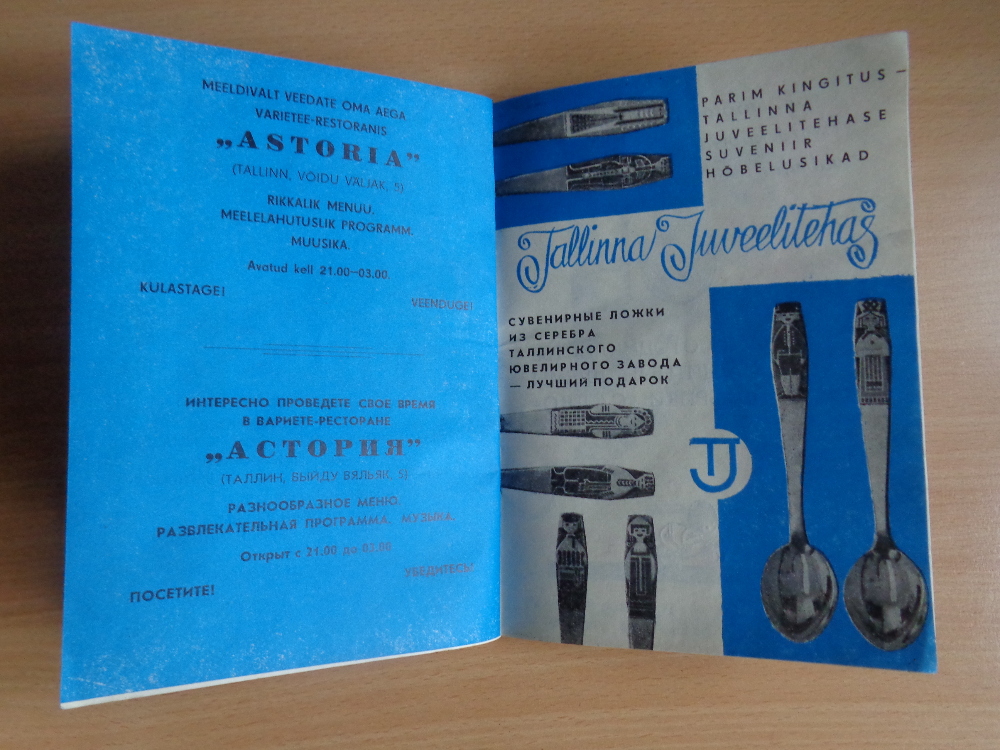 MEELDIVALT VEEDATE OMA AEGA
VARIETEE-RESTORANIS
„ASTORIA”
(TALLINN, VÕIDU VÄLJAK, 5)
RIKKALIK MENUU.
MEELELAHUTUSLIK PROGRAMM.
MUUSIKA.
Avatud kell 21.00—03.00.
KULASTAGE!
VEENDUGE!
ИНТЕРЕСНО ПРОВЕДЕТЕ СВОЕ ВРЕМЯ
В ВАРИЕТЕ-РЕСТОРАНЕ
„АСТОРИЯ”
(ТАЛЛИН, ВЫЙДУ ВЯЛЬЯК, 5)
РАЗНООБРАЗНОЕ МЕНЮ.
РАЗВЛЕКАТЕЛЬНАЯ ПРОГРАММА. МУЗЫКА.
Открыт с 21.00 до 03.00
УБЕДИТЕСЬ!
ПОСЕТИТЕ!
PARIM KINGITUS —
TALLINNA
JUVEELITEHASE
SUVENIIR
HÕBELUSIKAD
Tallinna Juveelitehas
СУВЕНИРНЫЕ ЛОЖКИ
ИЗ СЕРЕБРА
ТАЛЛИНСКОГО
ЮВЕЛИРНОГО ЗАВОДА
— ЛУЧШИЙ ПОДАРОК
TJ